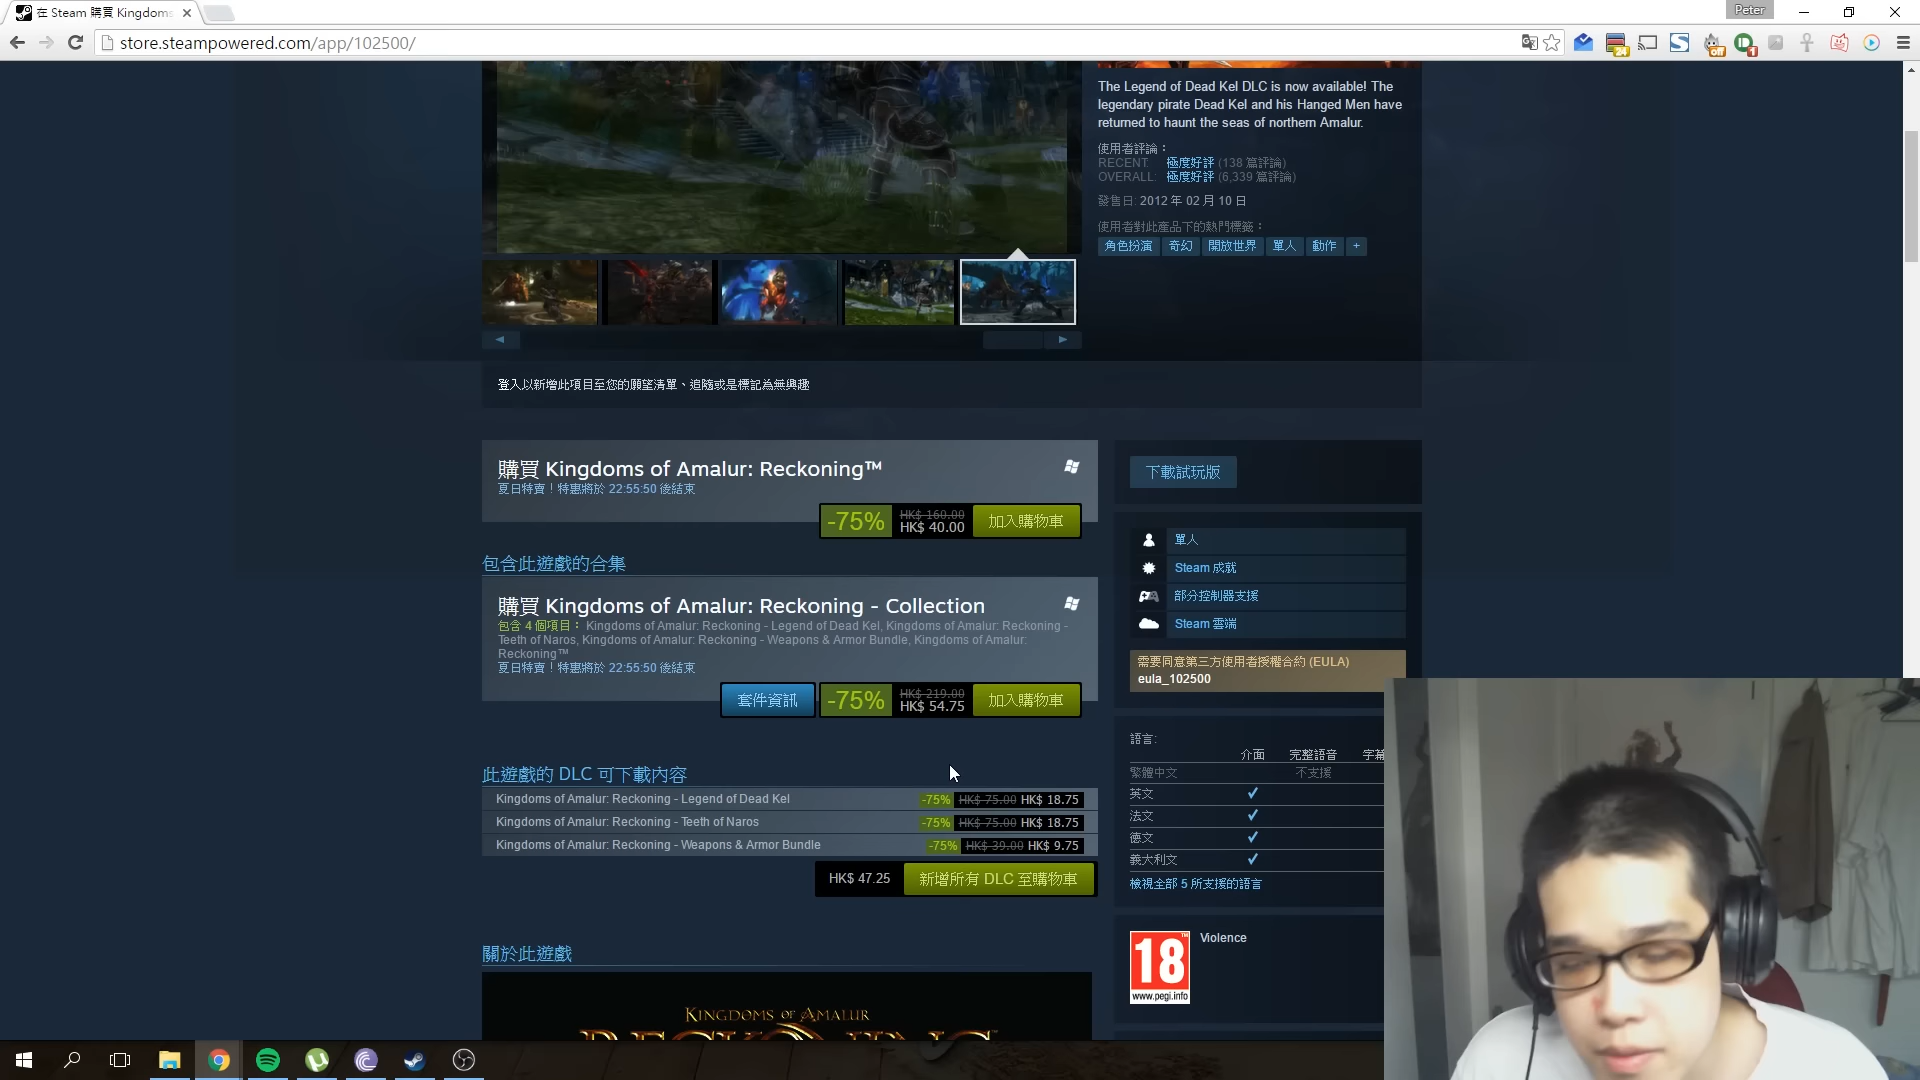 在 Steam 購買 Kingdoms
Peter
store.steampowered.com/app/102500/
The Legend of Dead Kel DLC is now available! The
legendary pirate Dead Kel and his Hanged Men have
returned to haunt the seas of northern Amalur.
使用者評論：
RECENT: 極度好評 (138 篇評論)
OVERALL: 極度好評 (6,339 篇評論)
發售日: 2012 年 02 月 10 日
使用者對此產品下的熱門標籤：
角色扮演 奇幻 開放世界 單人 動作 +
登入以新增此項目至您的願望清單、追隨或是標記為無興趣
購買 Kingdoms of Amalur: Reckoning™
夏日特賣！特惠將於 22:55:50 後結束
-75% HK$ 160.00 HK$ 40.00 加入購物車
包含此遊戲的合集
購買 Kingdoms of Amalur: Reckoning - Collection
包含 4 個項目： Kingdoms of Amalur: Reckoning - Legend of Dead Kel, Kingdoms of Amalur: Reckoning -
Teeth of Naros, Kingdoms of Amalur: Reckoning - Weapons & Armor Bundle, Kingdoms of Amalur:
Reckoning™
夏日特賣！特惠將於 22:55:50 後結束
套件資訊 -75% HK$ 219.00 HK$ 54.75 加入購物車
此遊戲的 DLC 可下載內容
Kingdoms of Amalur: Reckoning - Legend of Dead Kel -75% HK$ 75.00 HK$ 18.75
Kingdoms of Amalur: Reckoning - Teeth of Naros -75% HK$ 75.00 HK$ 18.75
Kingdoms of Amalur: Reckoning - Weapons & Armor Bundle -75% HK$ 39.00 HK$ 9.75
HK$ 47.25 新增所有 DLC 至購物車
關於此遊戲
KINGDOMS OF AMALUR
RECKONING
下載試玩版
單人
Steam 成就
部分控制器支援
Steam 雲端
需要同意第三方使用者授權合約 (EULA)
eula_102500
語言:
介面 完整語音 字幕
繁體中文 不支援
英文 ✓
法文 ✓
德文 ✓
義大利文 ✓
檢視全部 5 所支援的語言
18
www.pegi.info
Violence